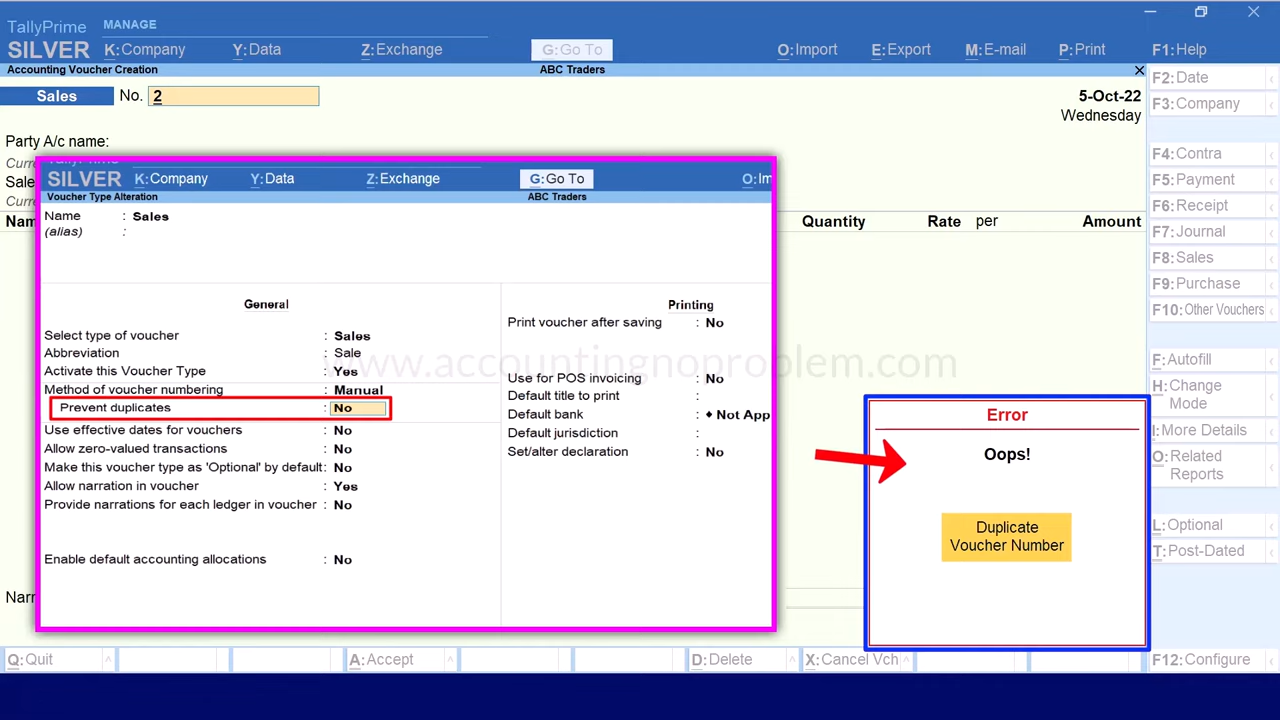 TallyPrime MANAGE
SILVER K:Company Y:Data Z:Exchange G:Go To O:Import E:Export M:E-mail P:Print F1:Help
Accounting Voucher Creation ABC Traders
Sales No. 2 5-Oct-22
Wednesday
Party A/c name:
Curr
Sale
Curr
Nam Quantity Rate per Amount
TallyPrime
SILVER K:Company Y:Data Z:Exchange G:Go To O:Im
Voucher Type Alteration ABC Traders
Name : Sales
(alias) :
General
Select type of voucher : Sales
Abbreviation : Sale
Activate this Voucher Type : Yes
Method of voucher numbering : Manual
Prevent duplicates : No
Use effective dates for vouchers : No
Allow zero-valued transactions : No
Make this voucher type as 'Optional' by default : No
Allow narration in voucher : Yes
Provide narrations for each ledger in voucher : No
Enable default accounting allocations : No
Printing
Print voucher after saving : No
Use for POS invoicing : No
Default title to print :
Default bank : ♦ Not App
Default jurisdiction :
Set/alter declaration : No
www.accountingnoproblem.com
Error
Oops!
Duplicate
Voucher Number
Narr
F2:Date
F3:Company
F4:Contra
F5:Payment
F6:Receipt
F7:Journal
F8:Sales
F9:Purchase
F10:Other Vouchers
F:Autofill
H:Change
Mode
I:More Details
O:Related
Reports
L:Optional
T:Post-Dated
Q:Quit A:Accept D:Delete X:Cancel Vch F12:Configure